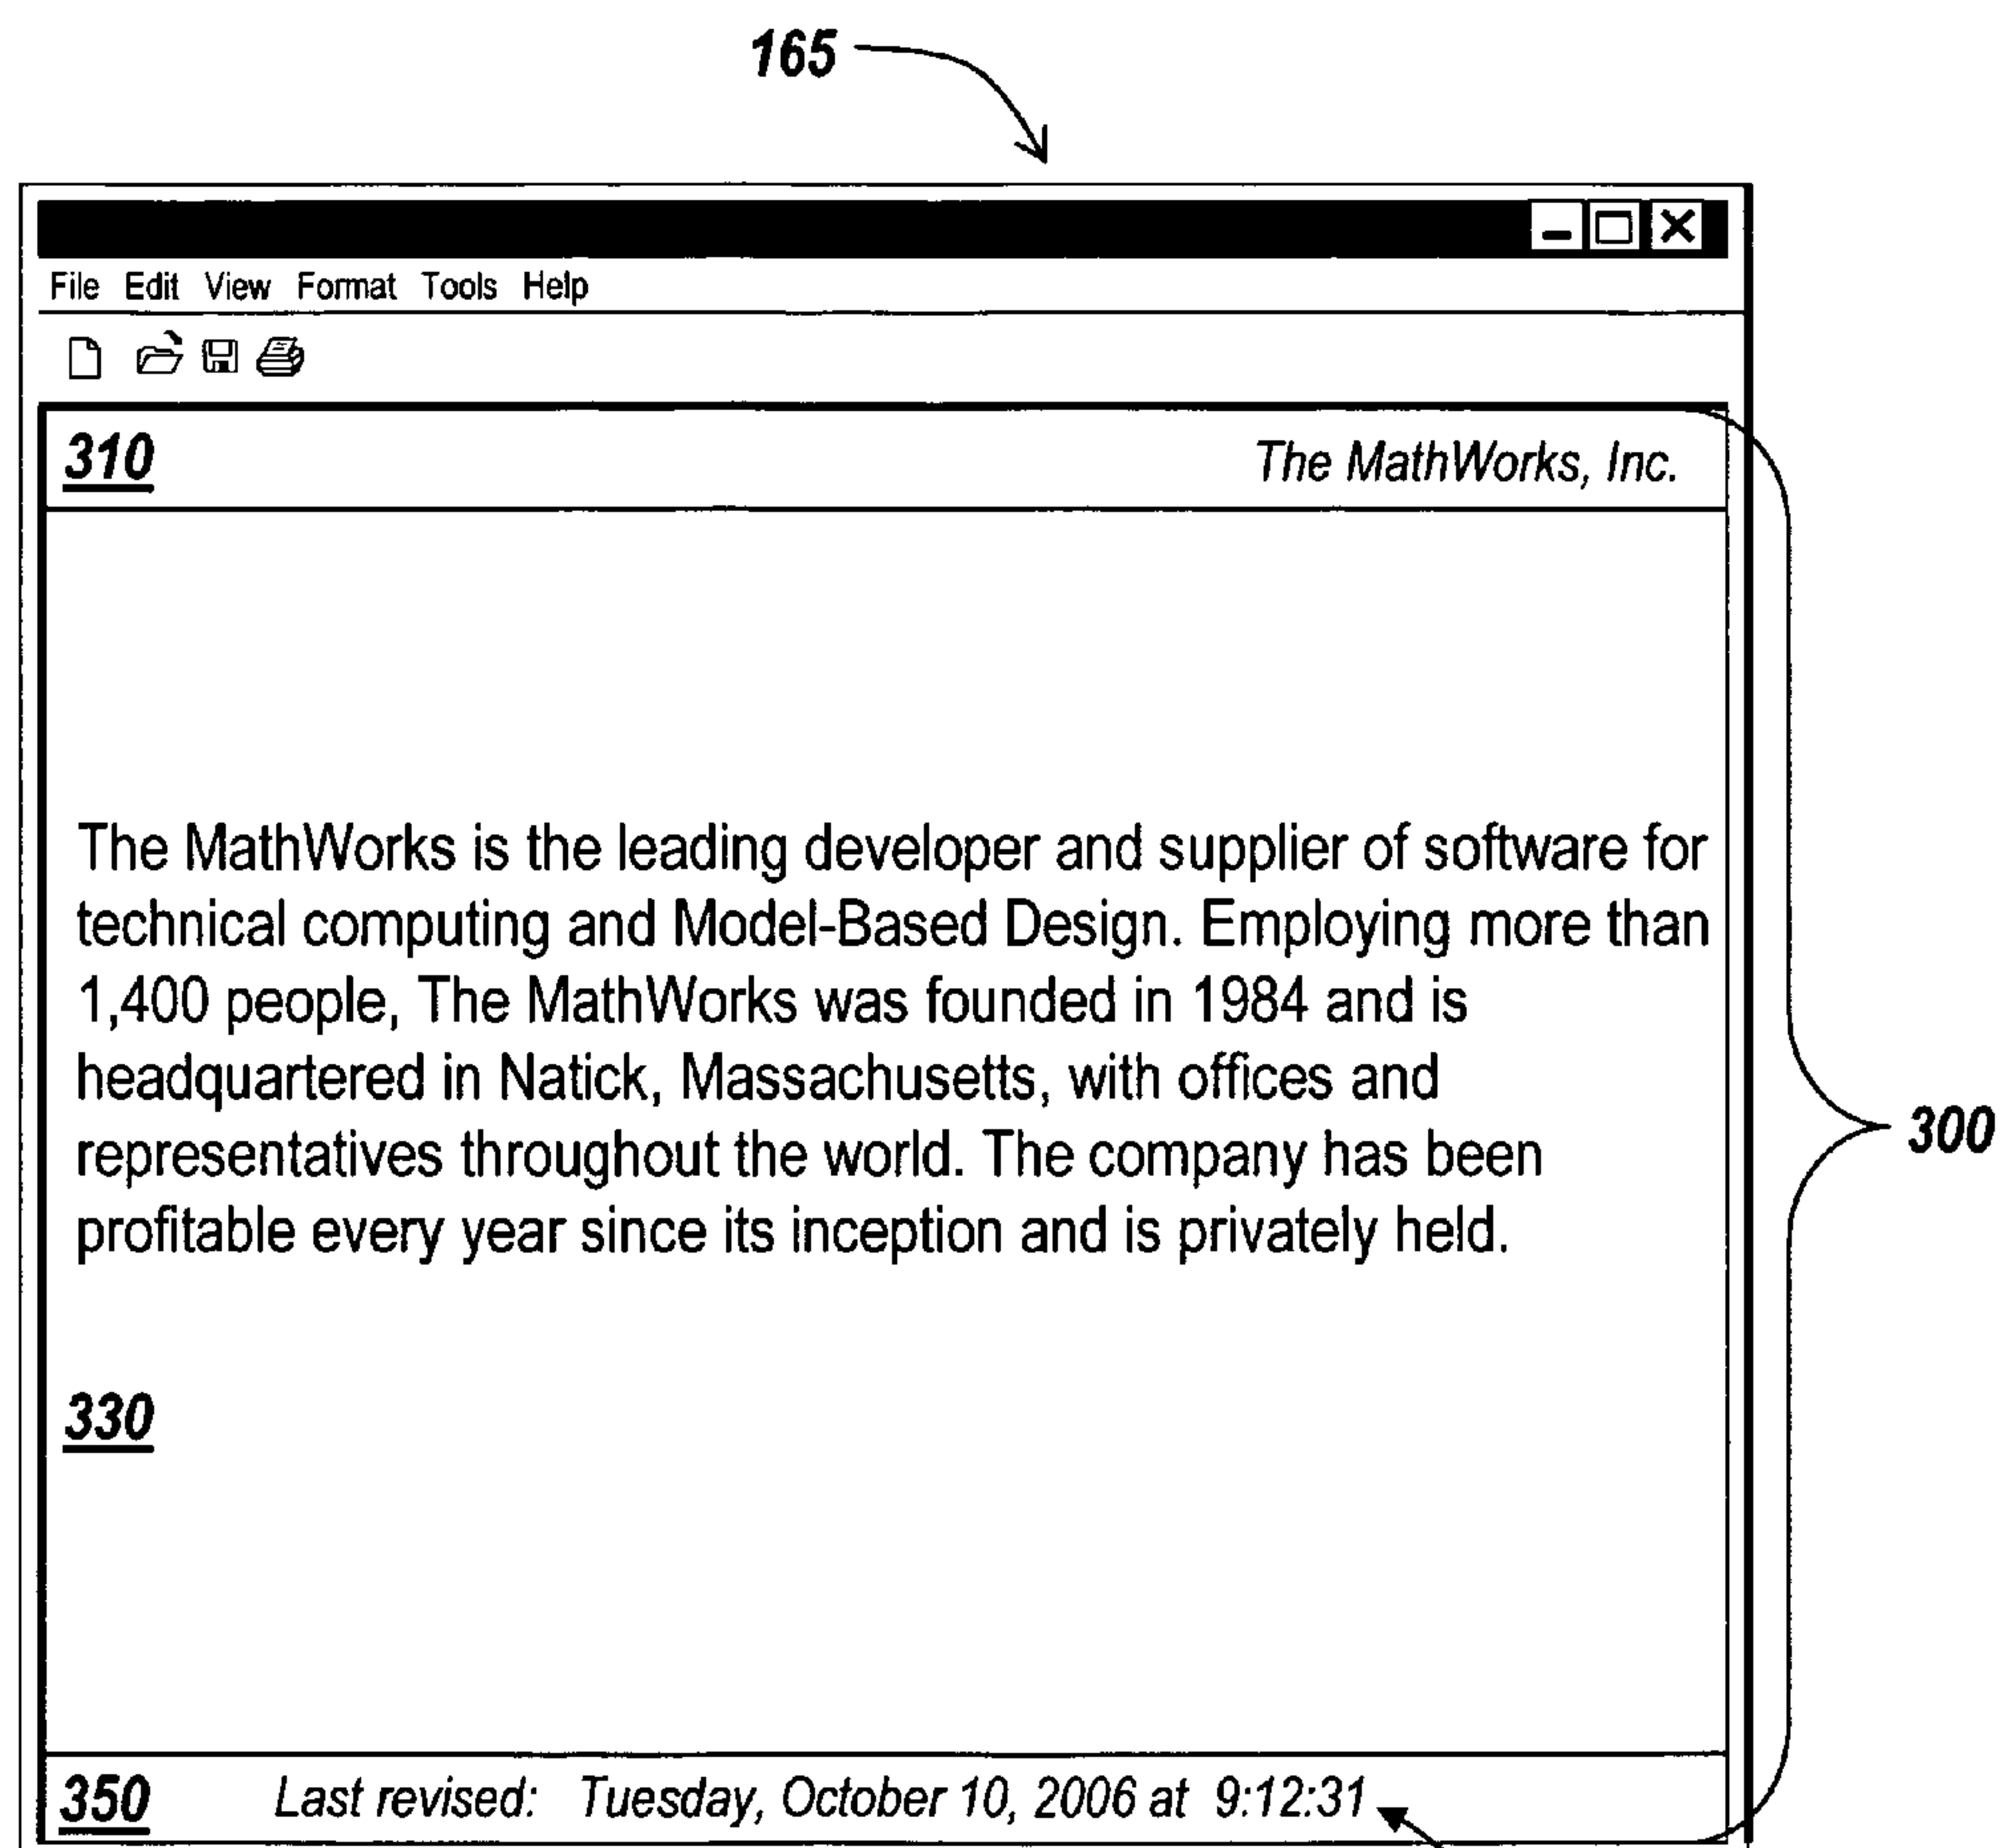 165
File Edit View Format Tools Help
310 The MathWorks, Inc.
The MathWorks is the leading developer and supplier of software for
technical computing and Model-Based Design. Employing more than
1,400 people, The MathWorks was founded in 1984 and is
headquartered in Natick, Massachusetts, with offices and
representatives throughout the world. The company has been
profitable every year since its inception and is privately held.
300
330
350 Last revised: Tuesday, October 10, 2006 at 9:12:31